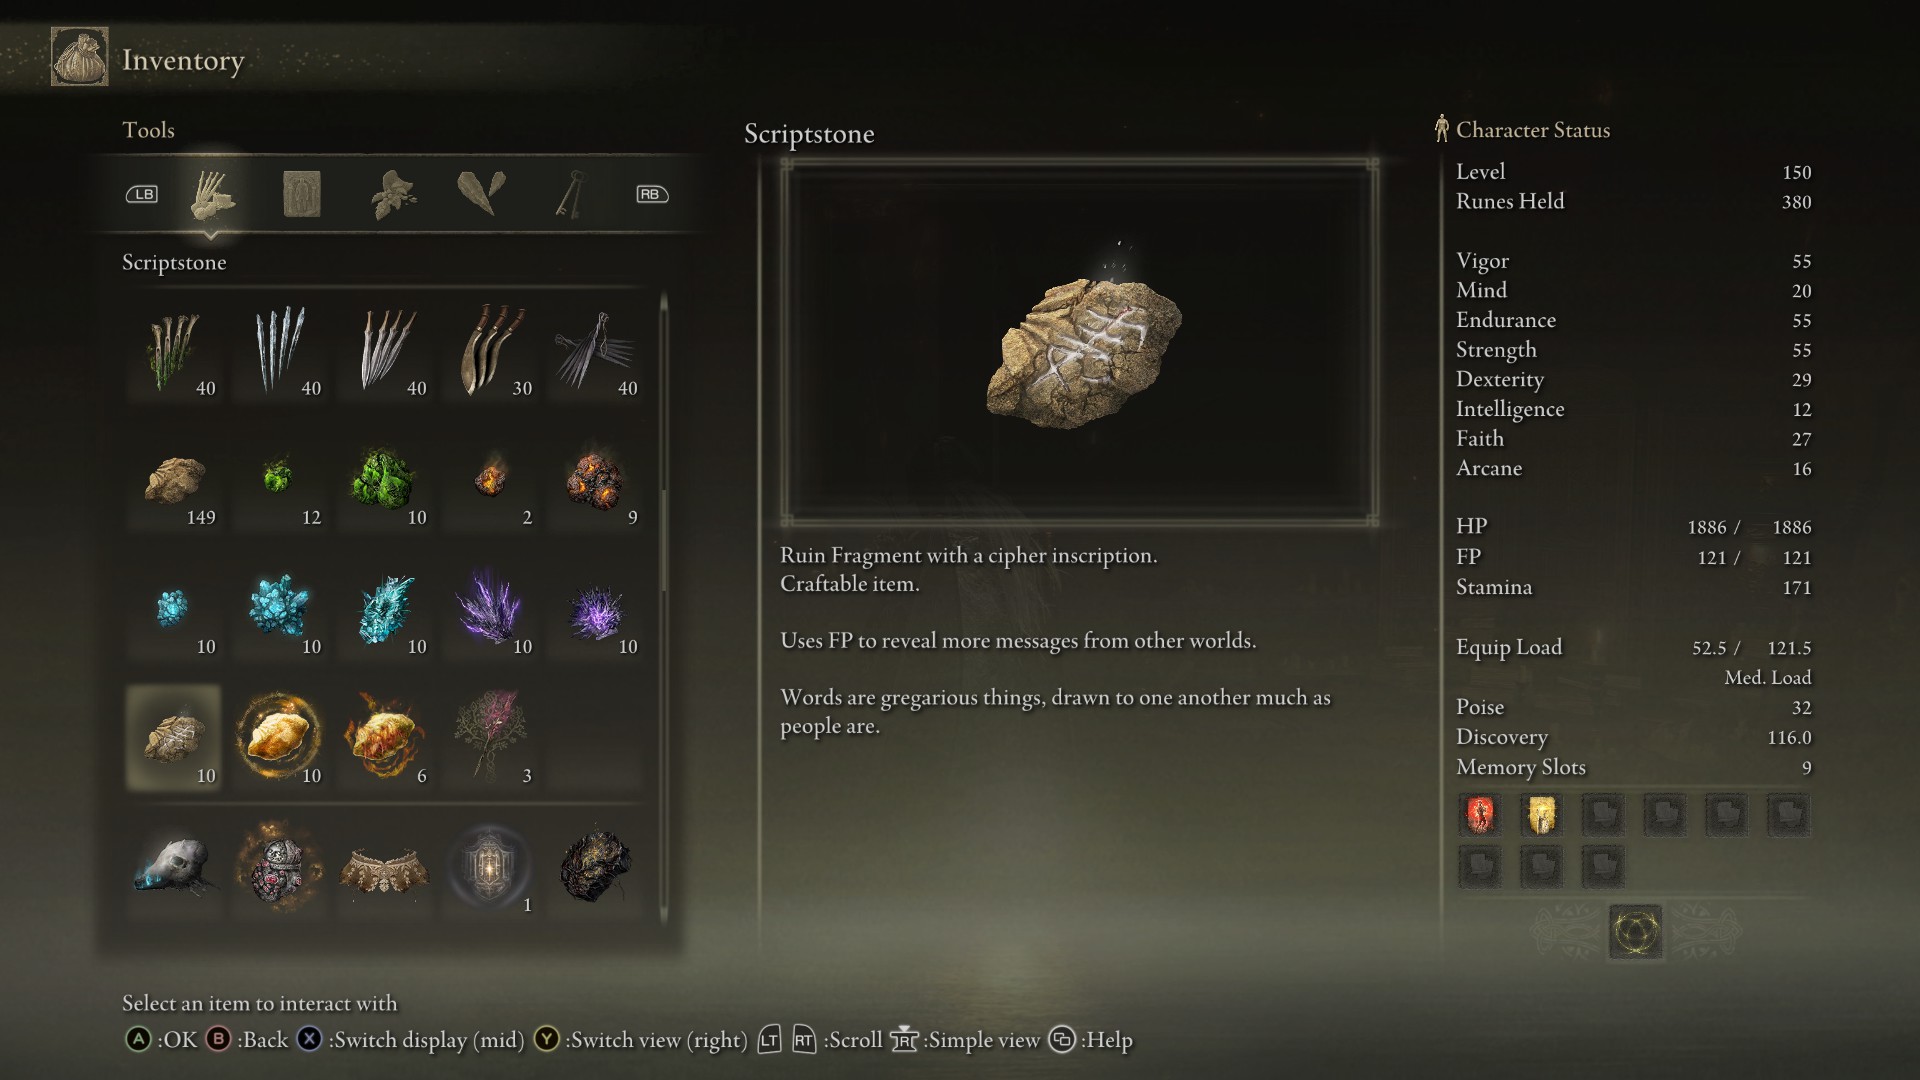 Inventory
Tools
LB
RB
Scriptstone
40 40 40 30 40
149 12 10 2 9
10 10 10 10 10
10 10 6 3
1
Scriptstone
Ruin Fragment with a cipher inscription.
Craftable item.
Uses FP to reveal more messages from other worlds.
Words are gregarious things, drawn to one another much as
people are.
Character Status
Level 150
Runes Held 380
Vigor 55
Mind 20
Endurance 55
Strength 55
Dexterity 29
Intelligence 12
Faith 27
Arcane 16
HP 1886 / 1886
FP 121 / 121
Stamina 171
Equip Load 52.5 / 121.5
Med. Load
Poise 32
Discovery 116.0
Memory Slots 9
Select an item to interact with
A :OK B :Back X :Switch display (mid) Y :Switch view (right) LT RT :Scroll R :Simple view :Help